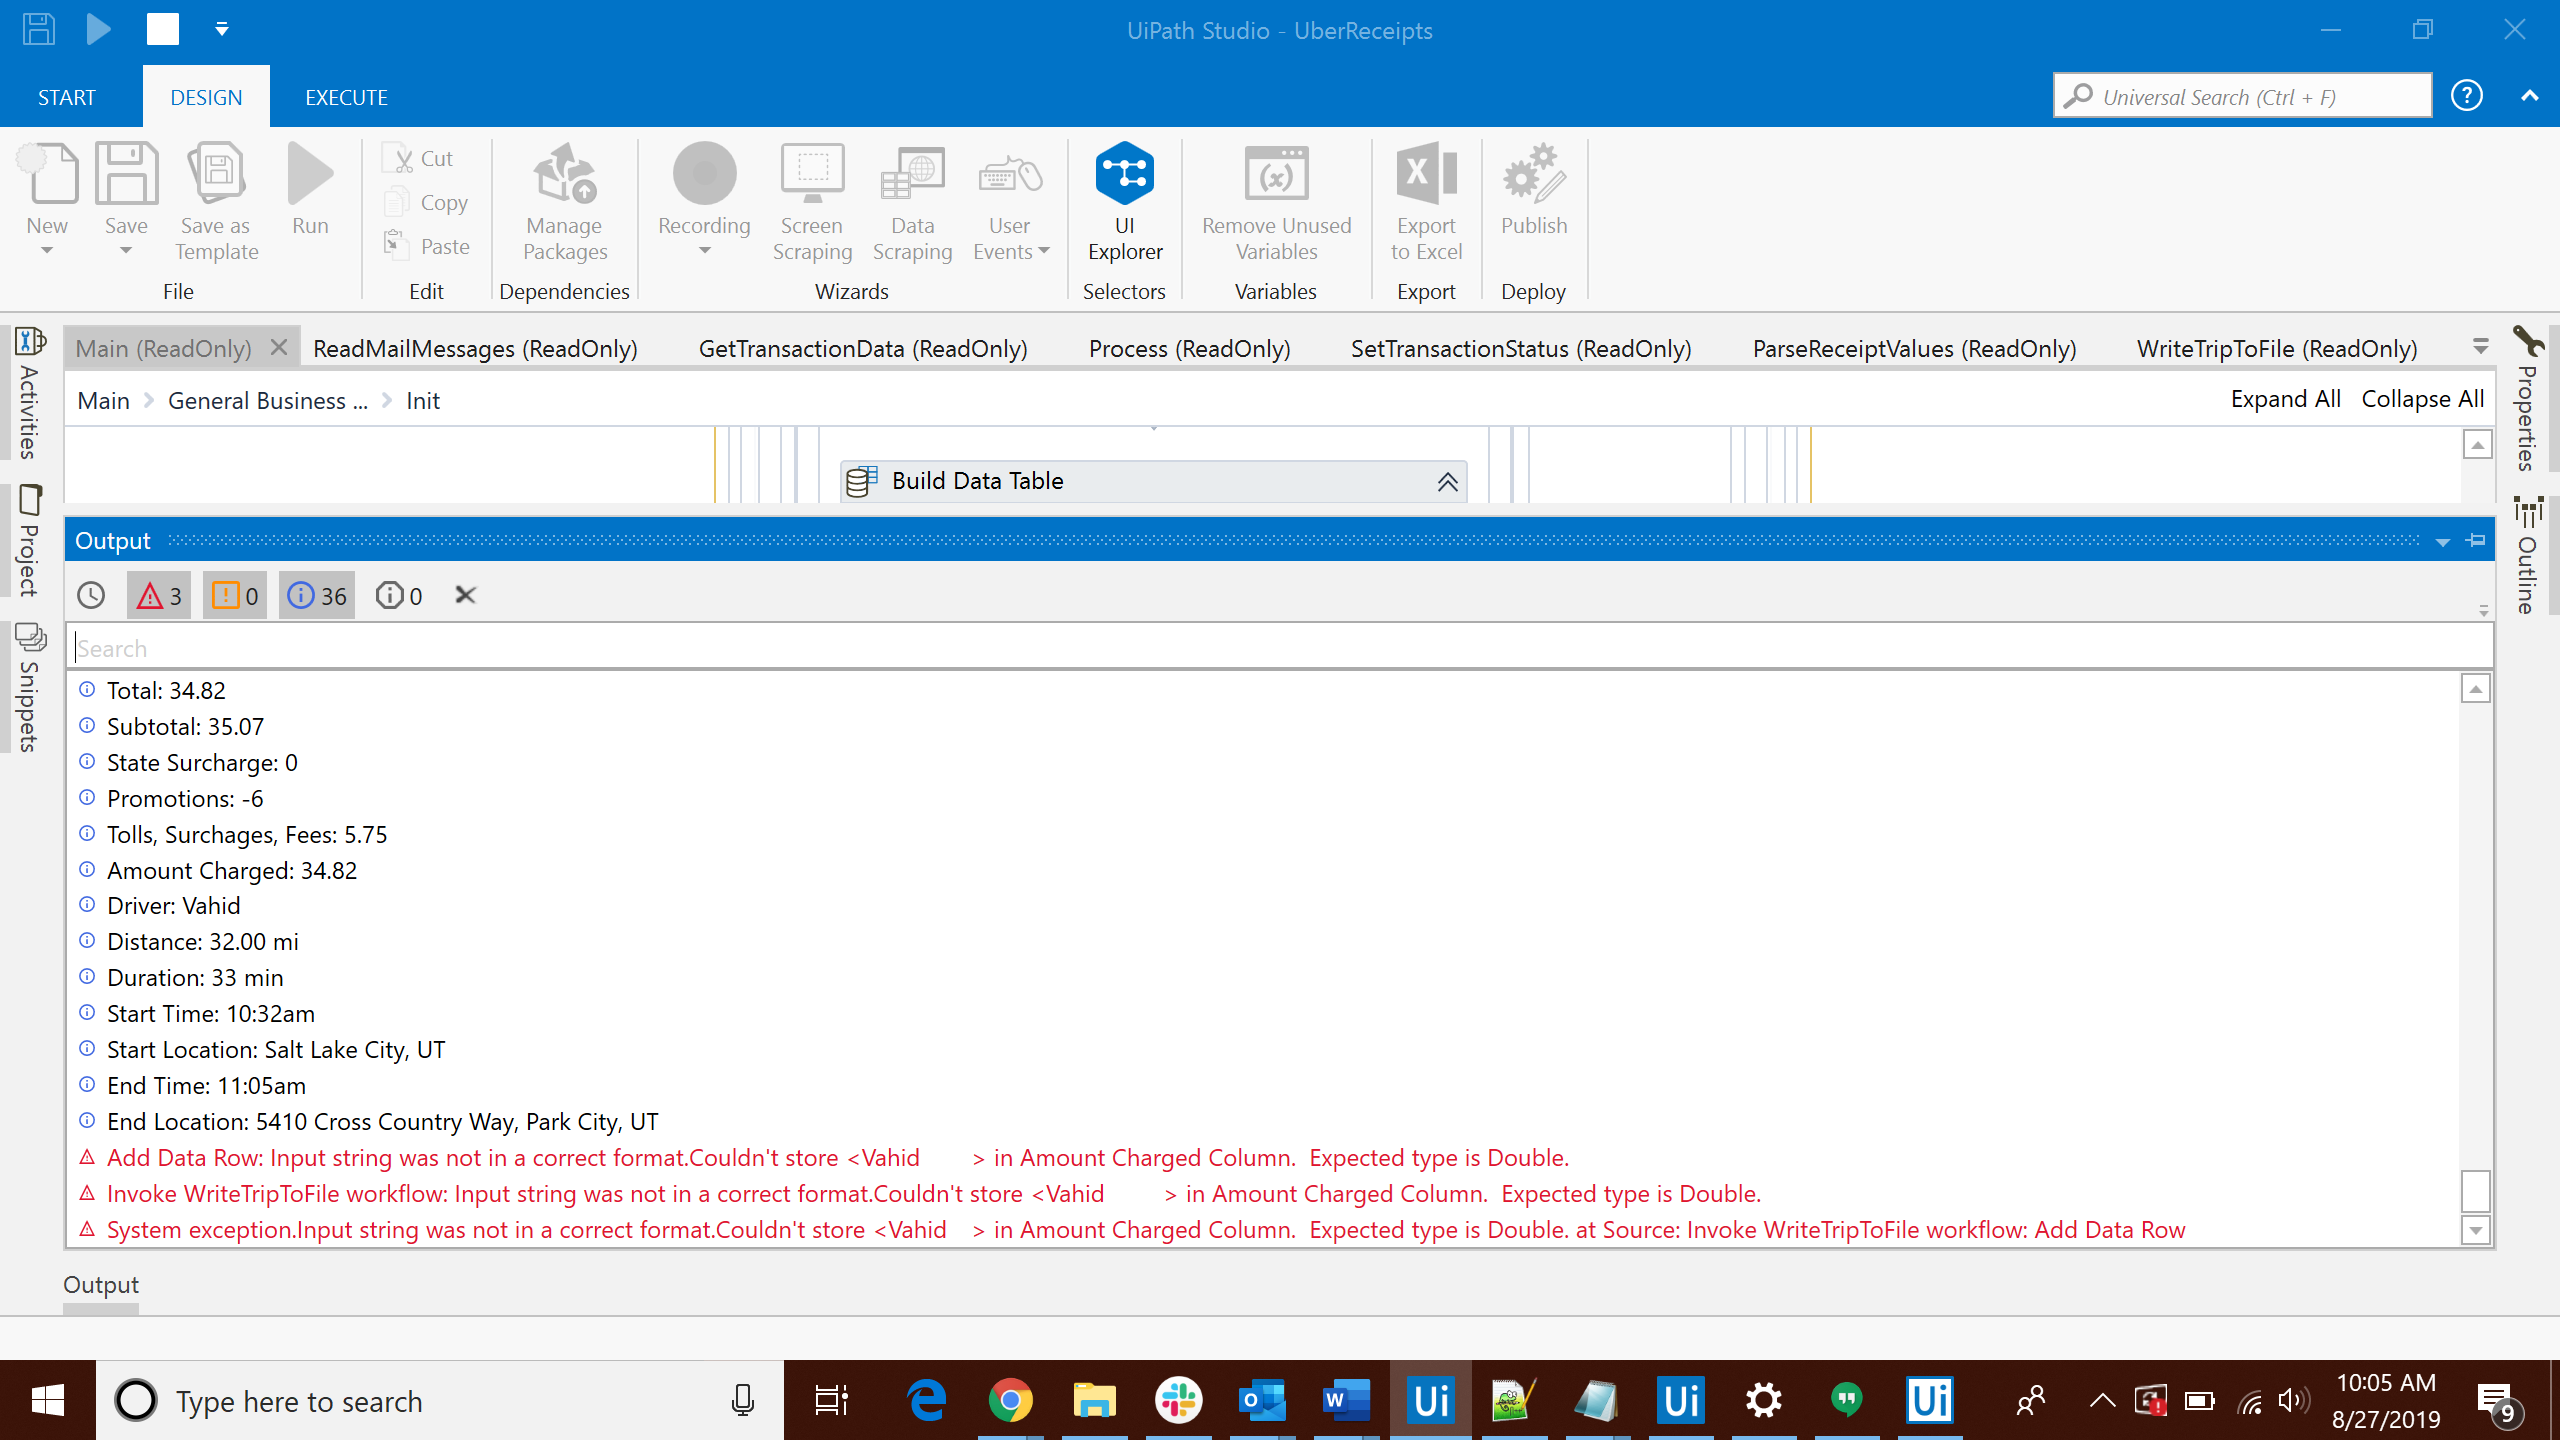 UiPath Studio - UberReceipts
START DESIGN EXECUTE
Universal Search (Ctrl + F)
New
Save
Save as Template
Run
Cut
Copy
Paste
Manage Packages
Recording
Screen Scraping
Data Scraping
User Events
UI Explorer
Remove Unused Variables
Export to Excel
Publish
File Edit Dependencies Wizards Selectors Variables Export Deploy
Main (ReadOnly) ReadMailMessages (ReadOnly) GetTransactionData (ReadOnly) Process (ReadOnly) SetTransactionStatus (ReadOnly) ParseReceiptValues (ReadOnly) WriteTripToFile (ReadOnly)
Activities
Project
Snippets
Properties
Outline
Main General Business ... Init
Expand All Collapse All
Build Data Table
Output
3 0 36 0
Search
Total: 34.82
Subtotal: 35.07
State Surcharge: 0
Promotions: -6
Tolls, Surchages, Fees: 5.75
Amount Charged: 34.82
Driver: Vahid
Distance: 32.00 mi
Duration: 33 min
Start Time: 10:32am
Start Location: Salt Lake City, UT
End Time: 11:05am
End Location: 5410 Cross Country Way, Park City, UT
Add Data Row: Input string was not in a correct format.Couldn't store <Vahid > in Amount Charged Column. Expected type is Double.
Invoke WriteTripToFile workflow: Input string was not in a correct format.Couldn't store <Vahid > in Amount Charged Column. Expected type is Double.
System exception.Input string was not in a correct format.Couldn't store <Vahid > in Amount Charged Column. Expected type is Double. at Source: Invoke WriteTripToFile workflow: Add Data Row
Output
Type here to search
10:05 AM
8/27/2019
9